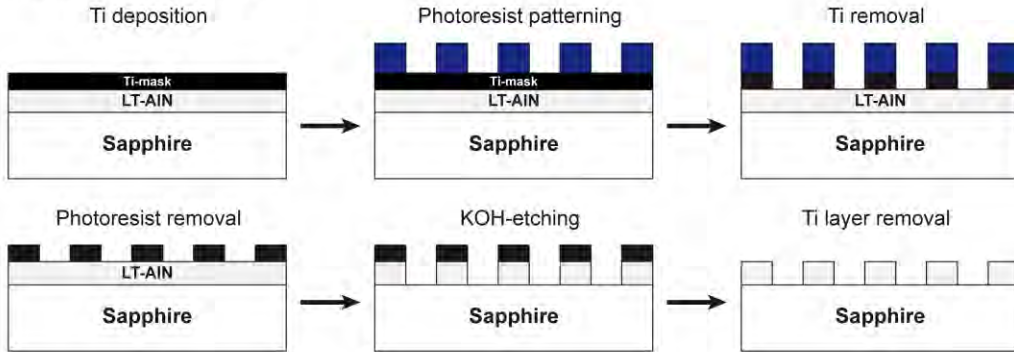 Ti deposition
Photoresist patterning
Ti removal
Ti-mask
LT-AlN
Sapphire
Ti-mask
LT-AlN
Sapphire
LT-AlN
Sapphire
Photoresist removal
KOH-etching
Ti layer removal
LT-AlN
Sapphire
Sapphire
Sapphire